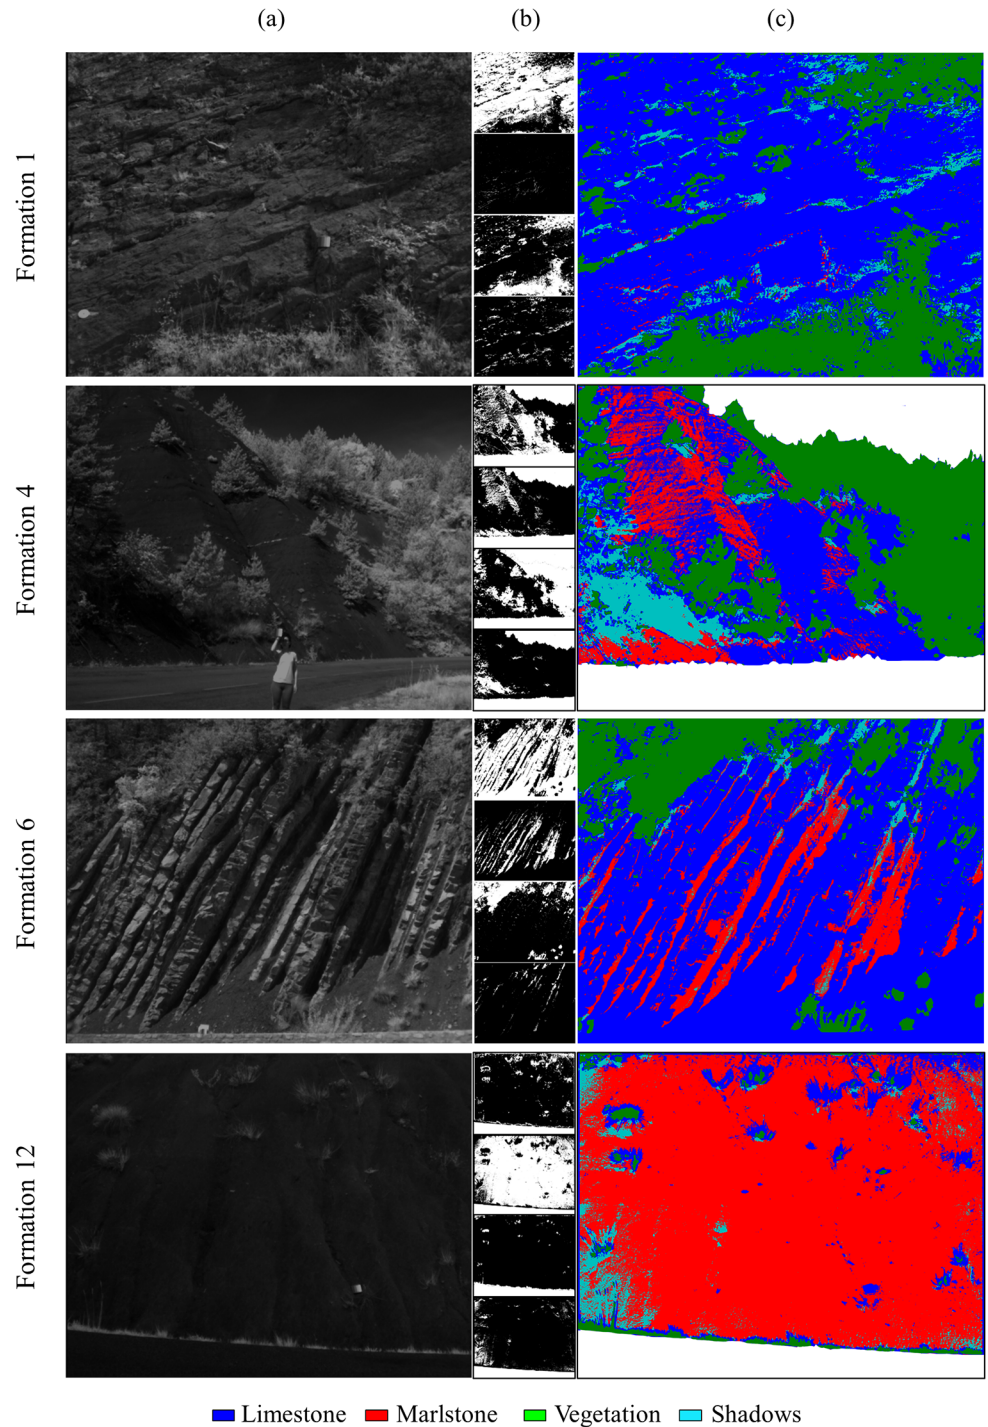 (a) (b) (c)
Formation 1
Formation 4
Formation 6
Formation 12
Limestone Marlstone Vegetation Shadows